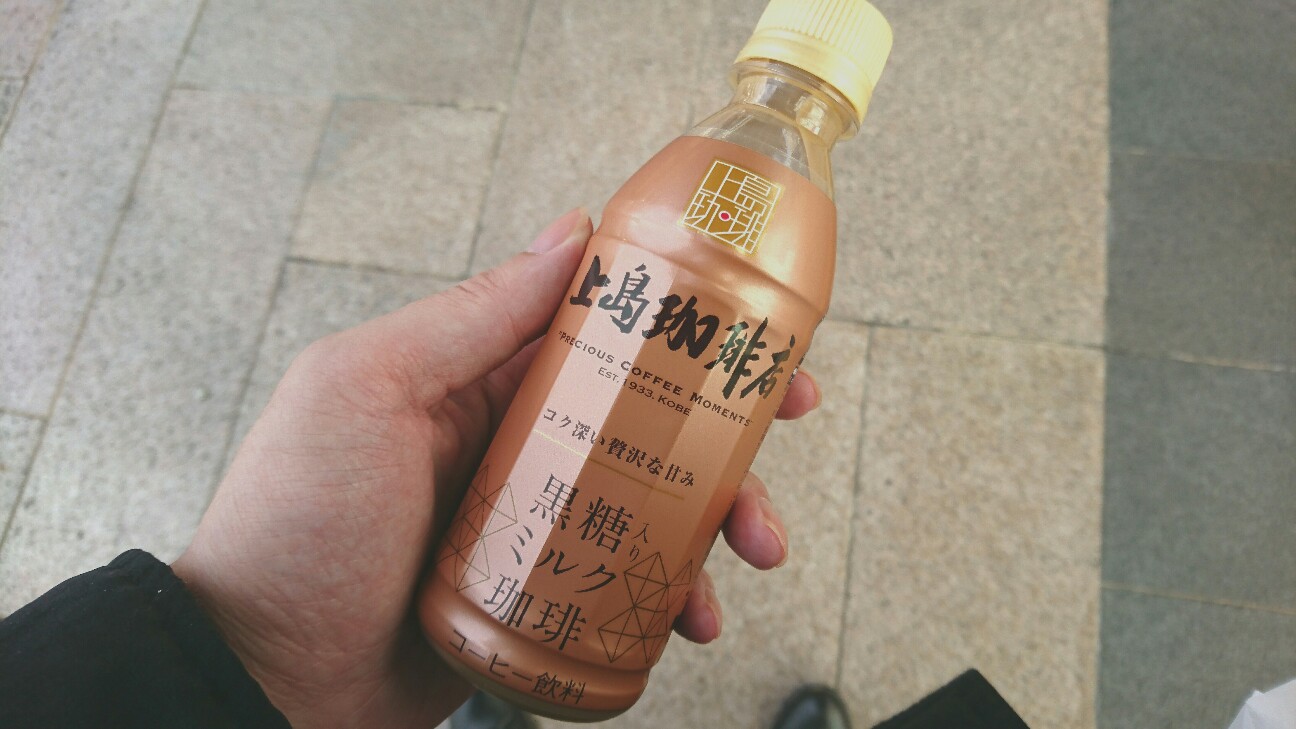 上島
珈琲
上島珈琲店
"PRECIOUS COFFEE MOMENTS"
EST. 1933, KOBE
コク深い贅沢な甘み
黒糖入り
ミルク
珈琲
コーヒー飲料